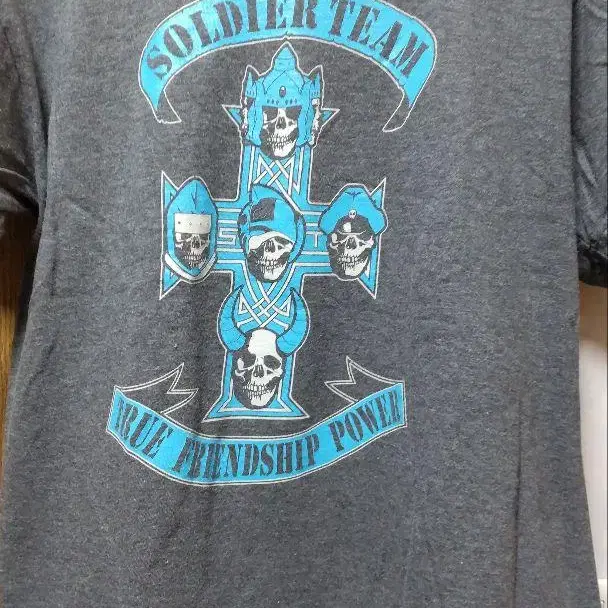 SOLDIER TEAM
S T
TRUE FRIENDSHIP POWER